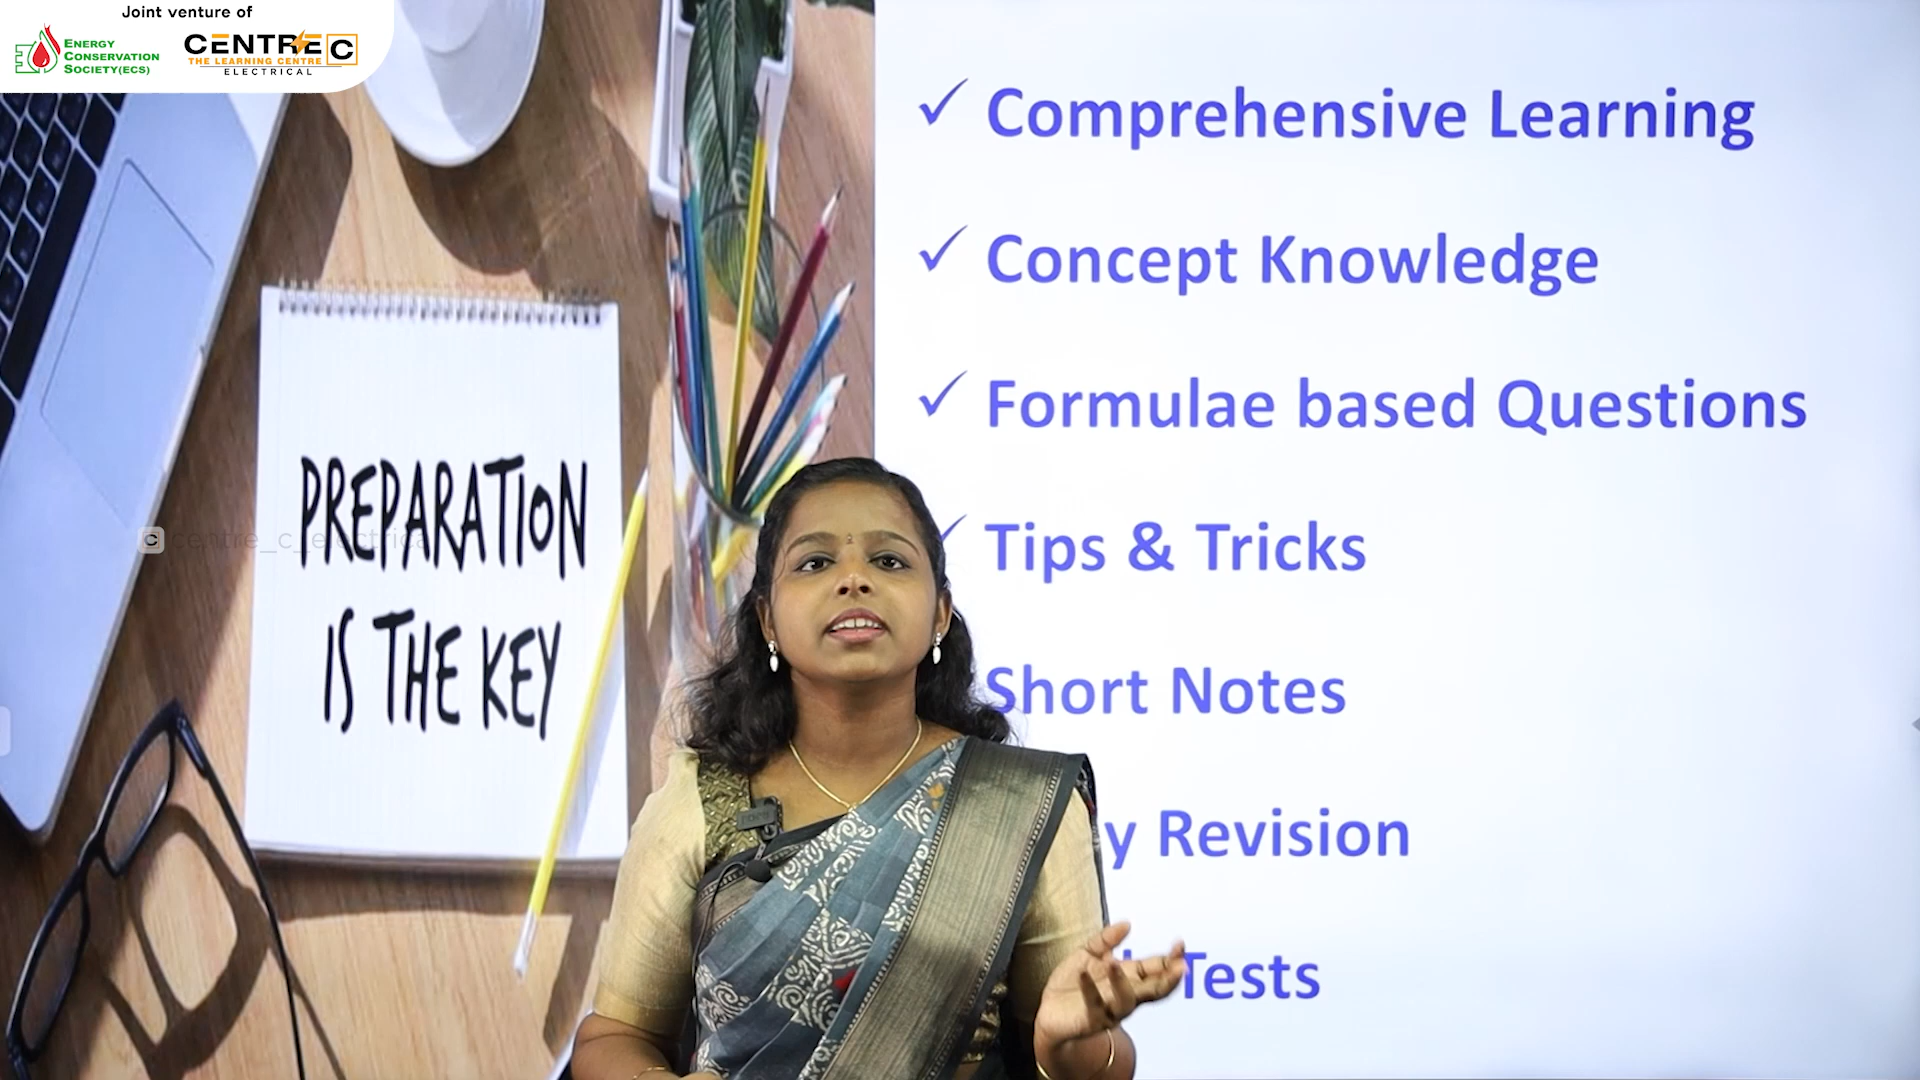 Joint venture of
ENERGY
CONSERVATION
SOCIETY(ECS)
CENTRE C
THE LEARNING CENTRE
ELECTRICAL
Comprehensive Learning
Concept Knowledge
Formulae based Questions
Tips & Tricks
Short Notes
Revision
Tests
PREPARATION
IS THE KEY
centre_c_electrical